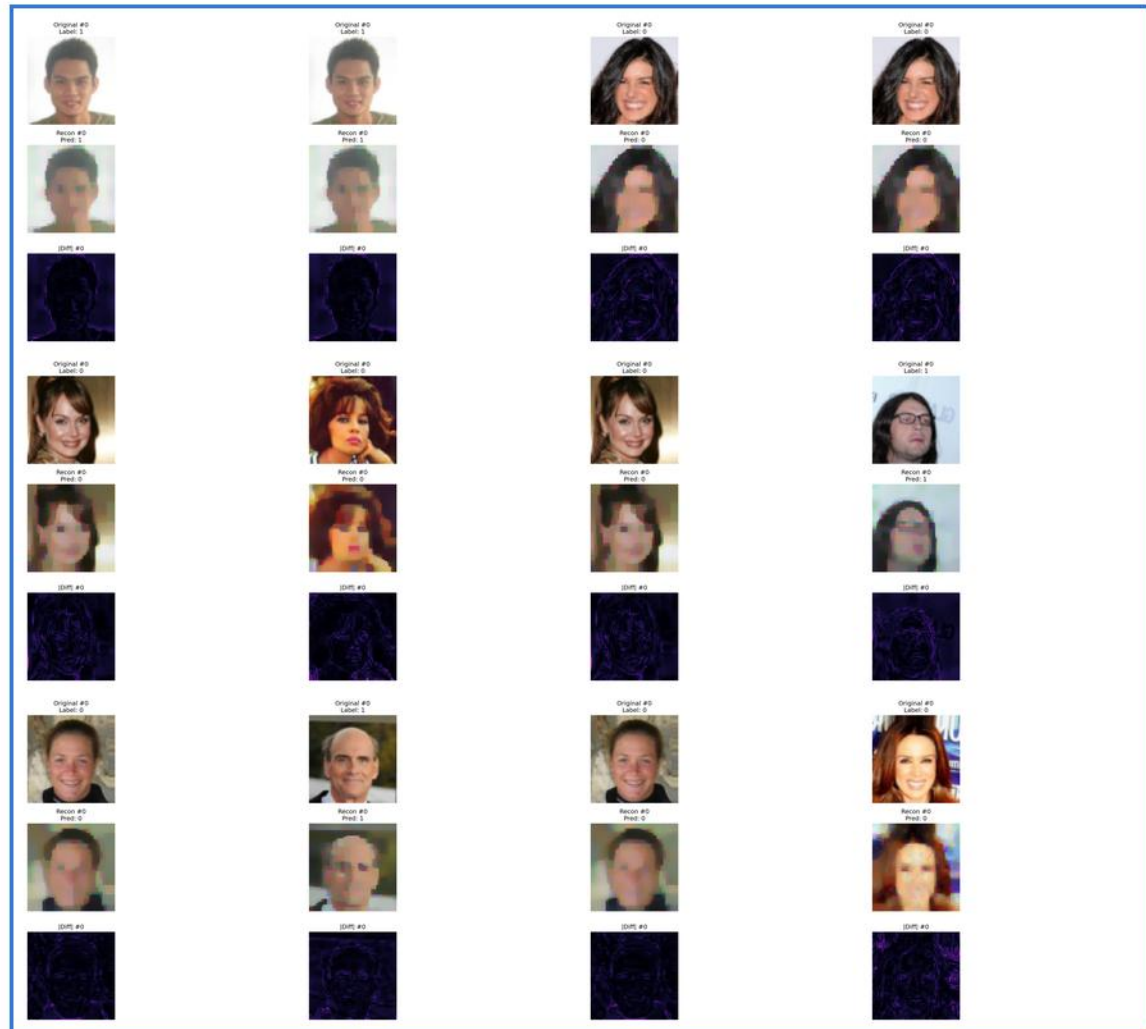 Original #0
Label: 1
Original #0
Label: 1
Original #0
Label: 0
Original #0
Label: 0
Recon #0
Pred: 1
Recon #0
Pred: 1
Recon #0
Pred: 0
Recon #0
Pred: 0
|Diff| #0
|Diff| #0
|Diff| #0
|Diff| #0
Original #0
Label: 0
Original #0
Label: 0
Original #0
Label: 0
Original #0
Label: 1
Recon #0
Pred: 0
Recon #0
Pred: 0
Recon #0
Pred: 0
Recon #0
Pred: 1
|Diff| #0
|Diff| #0
|Diff| #0
|Diff| #0
Original #0
Label: 0
Original #0
Label: 1
Original #0
Label: 0
Original #0
Label: 0
Recon #0
Pred: 0
Recon #0
Pred: 1
Recon #0
Pred: 0
Recon #0
Pred: 0
|Diff| #0
|Diff| #0
|Diff| #0
|Diff| #0